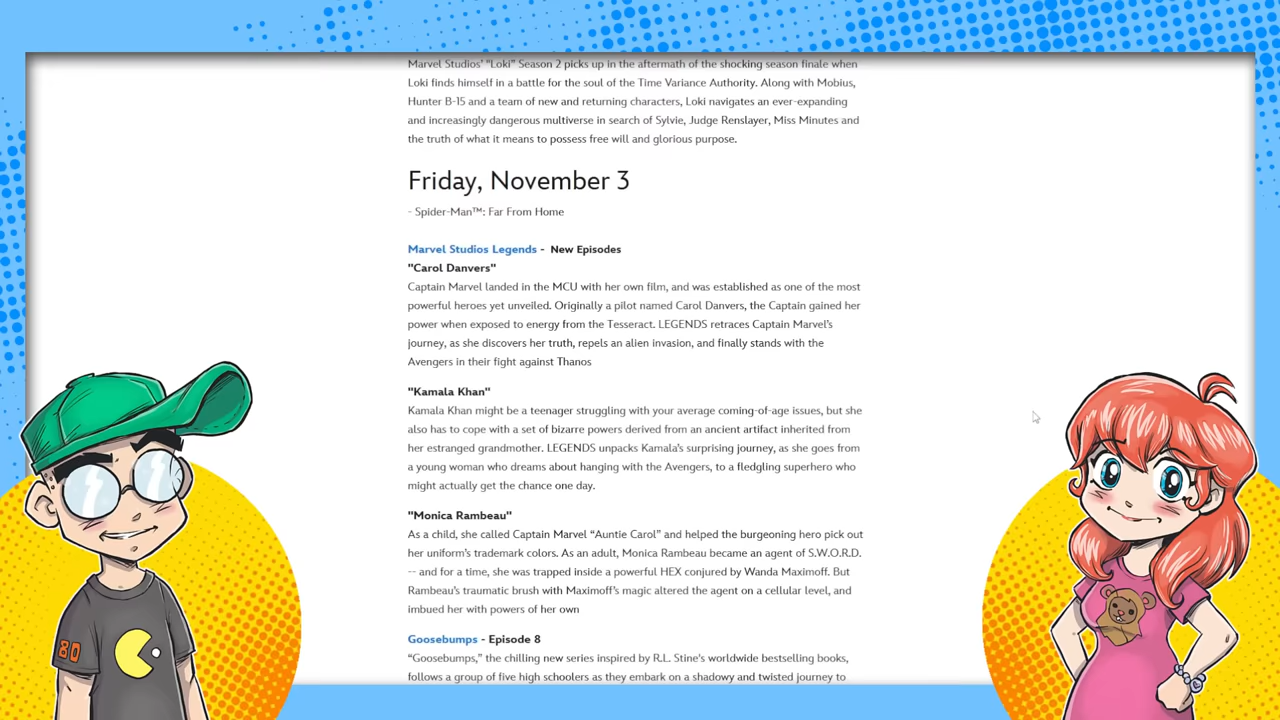 Marvel Studios' "Loki" Season 2 picks up in the aftermath of the shocking season finale when
Loki finds himself in a battle for the soul of the Time Variance Authority. Along with Mobius,
Hunter B-15 and a team of new and returning characters, Loki navigates an ever-expanding
and increasingly dangerous multiverse in search of Sylvie, Judge Renslayer, Miss Minutes and
the truth of what it means to possess free will and glorious purpose.
Friday, November 3
- Spider-Man™: Far From Home
Marvel Studios Legends - New Episodes
"Carol Danvers"
Captain Marvel landed in the MCU with her own film, and was established as one of the most
powerful heroes yet unveiled. Originally a pilot named Carol Danvers, the Captain gained her
power when exposed to energy from the Tesseract. LEGENDS retraces Captain Marvel's
journey, as she discovers her truth, repels an alien invasion, and finally stands with the
Avengers in their fight against Thanos
"Kamala Khan"
Kamala Khan might be a teenager struggling with your average coming-of-age issues, but she
also has to cope with a set of bizarre powers derived from an ancient artifact inherited from
her estranged grandmother. LEGENDS unpacks Kamala's surprising journey, as she goes from
a young woman who dreams about hanging with the Avengers, to a fledgling superhero who
might actually get the chance one day.
"Monica Rambeau"
As a child, she called Captain Marvel “Auntie Carol” and helped the burgeoning hero pick out
her uniform's trademark colors. As an adult, Monica Rambeau became an agent of S.W.O.R.D.
-- and for a time, she was trapped inside a powerful HEX conjured by Wanda Maximoff. But
Rambeau's traumatic brush with Maximoff's magic altered the agent on a cellular level, and
imbued her with powers of her own
Goosebumps - Episode 8
“Goosebumps,” the chilling new series inspired by R.L. Stine's worldwide bestselling books,
follows a group of five high schoolers as they embark on a shadowy and twisted journey to
80